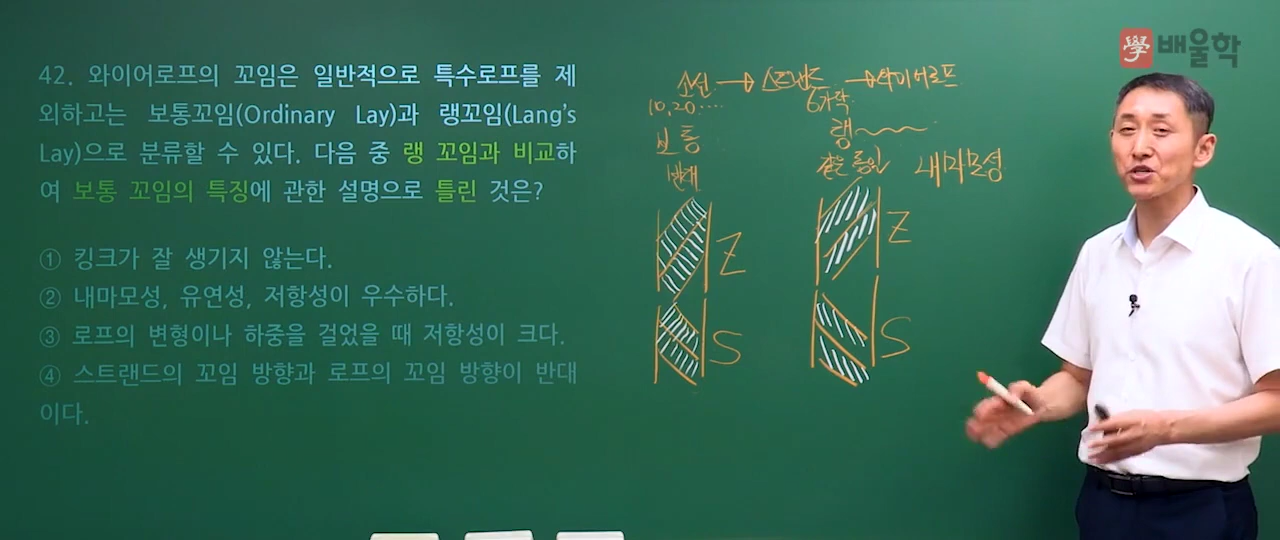 學 배울학
42. 와이어로프의 꼬임은 일반적으로 특수로프를 제
외하고는 보통꼬임(Ordinary Lay)과 랭꼬임(Lang's
Lay)으로 분류할 수 있다. 다음 중 랭 꼬임과 비교하
여 보통 꼬임의 특징에 관한 설명으로 틀린 것은?
① 킹크가 잘 생기지 않는다.
② 내마모성, 유연성, 저항성이 우수하다.
③ 로프의 변형이나 하중을 걸었을 때 저항성이 크다.
④ 스트랜드의 꼬임 방향과 로프의 꼬임 방향이 반대
이다.
소선 → 스트랜드 → 와이어로프
10, 20 ····
6가닥
보통
랭
반대
같은 동일
내마모성
Z
Z
S
S